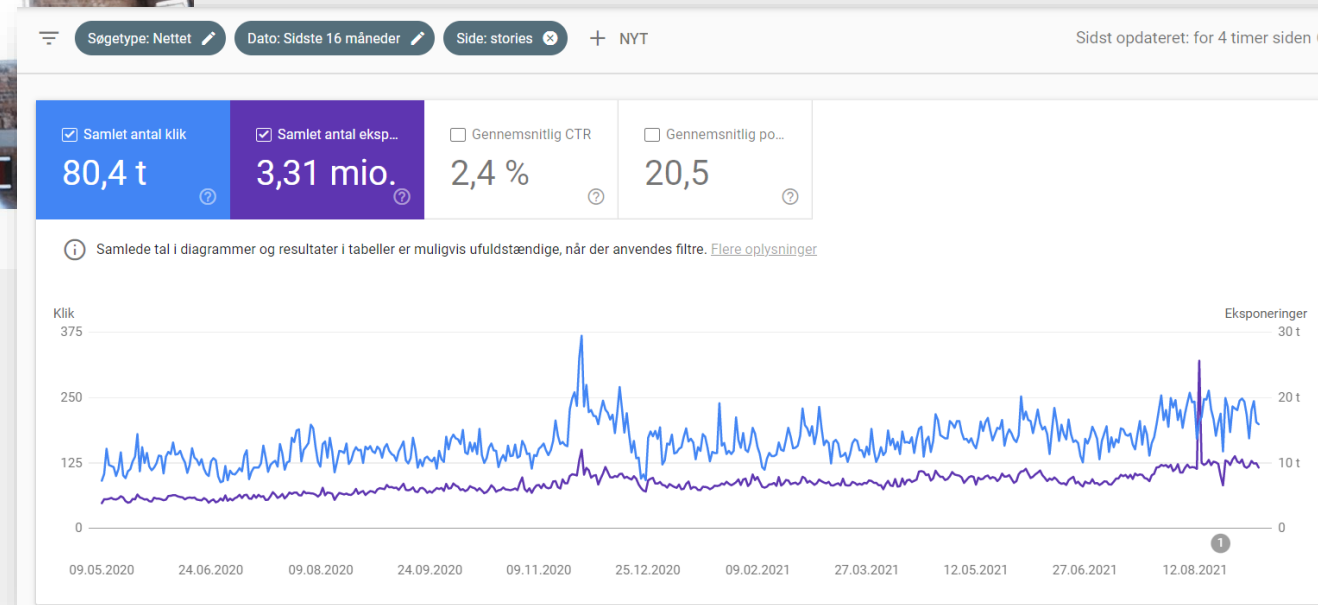 Søgetype: Nettet Dato: Sidste 16 måneder Side: stories NYT Sidst opdateret: for 4 timer siden
Samlet antal klik Samlet antal eksp... Gennemsnitlig CTR Gennemsnitlig po...
80,4 t 3,31 mio. 2,4 % 20,5
Samlede tal i diagrammer og resultater i tabeller er muligvis ufuldstændige, når der anvendes filtre. Flere oplysninger
Klik Eksponeringer
375 30 t
250 20 t
125 10 t
0 0
1
09.05.2020 24.06.2020 09.08.2020 24.09.2020 09.11.2020 25.12.2020 09.02.2021 27.03.2021 12.05.2021 27.06.2021 12.08.2021